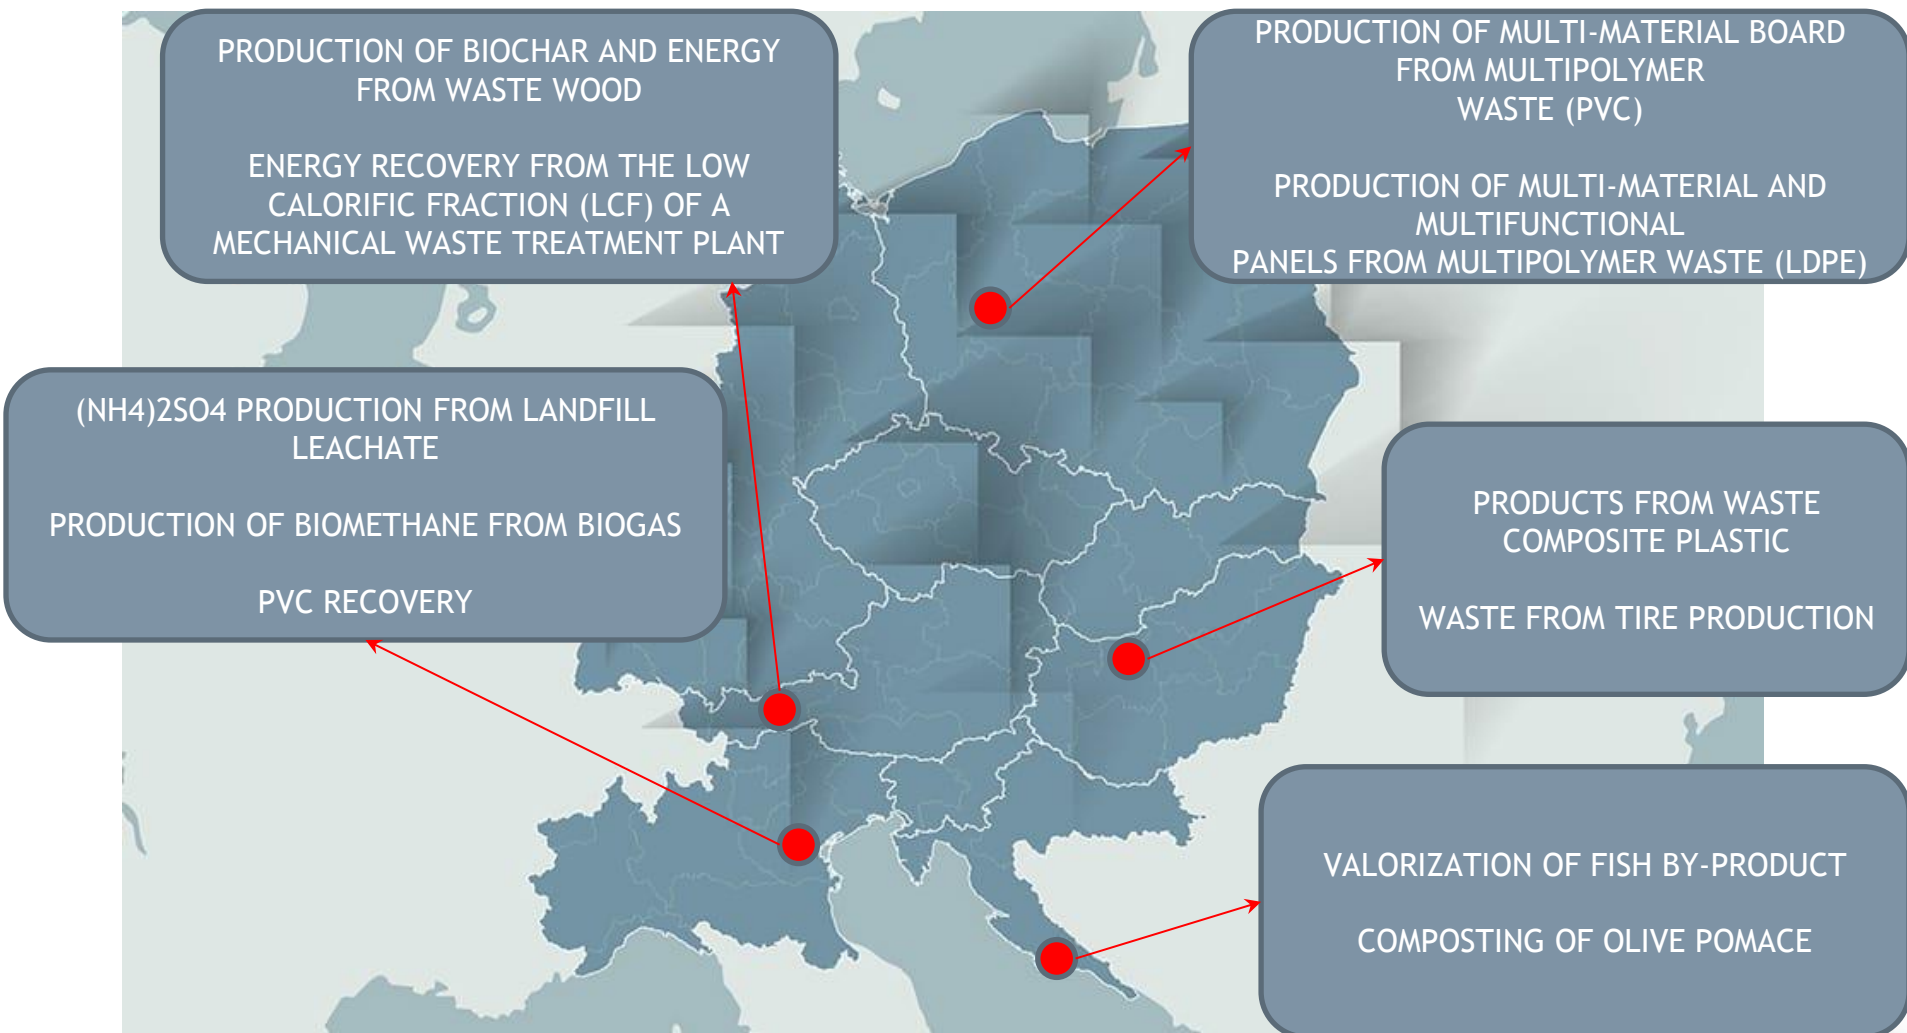 PRODUCTION OF BIOCHAR AND ENERGY
FROM WASTE WOOD
ENERGY RECOVERY FROM THE LOW
CALORIFIC FRACTION (LCF) OF A
MECHANICAL WASTE TREATMENT PLANT
PRODUCTION OF MULTI-MATERIAL BOARD
FROM MULTIPOLYMER
WASTE (PVC)
PRODUCTION OF MULTI-MATERIAL AND
MULTIFUNCTIONAL
PANELS FROM MULTIPOLYMER WASTE (LDPE)
(NH4)2SO4 PRODUCTION FROM LANDFILL
LEACHATE
PRODUCTION OF BIOMETHANE FROM BIOGAS
PVC RECOVERY
PRODUCTS FROM WASTE
COMPOSITE PLASTIC
WASTE FROM TIRE PRODUCTION
VALORIZATION OF FISH BY-PRODUCT
COMPOSTING OF OLIVE POMACE